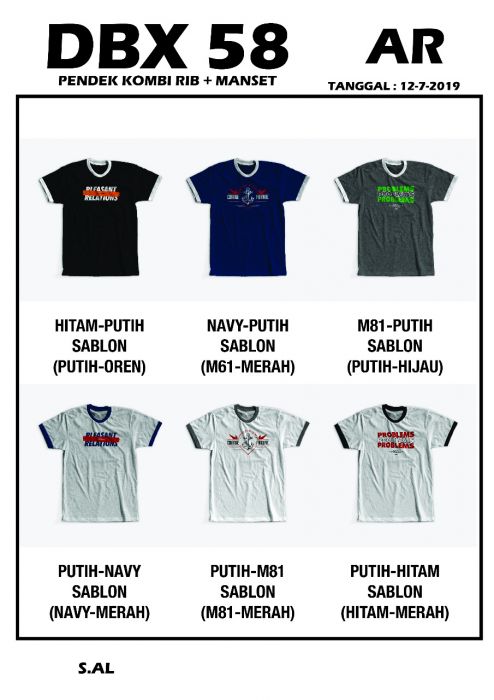 DBX 58
AR
PENDEK KOMBI RIB + MANSET
TANGGAL : 12-7-2019
PLEASANT
RELATIONS
PROBLEMS
PROBLEMS
HITAM-PUTIH
SABLON
(PUTIH-OREN)
NAVY-PUTIH
SABLON
(M61-MERAH)
M81-PUTIH
SABLON
(PUTIH-HIJAU)
PLEASANT
RELATIONS
PROBLEMS
PROBLEMS
PUTIH-NAVY
SABLON
(NAVY-MERAH)
PUTIH-M81
SABLON
(M81-MERAH)
PUTIH-HITAM
SABLON
(HITAM-MERAH)
S.AL